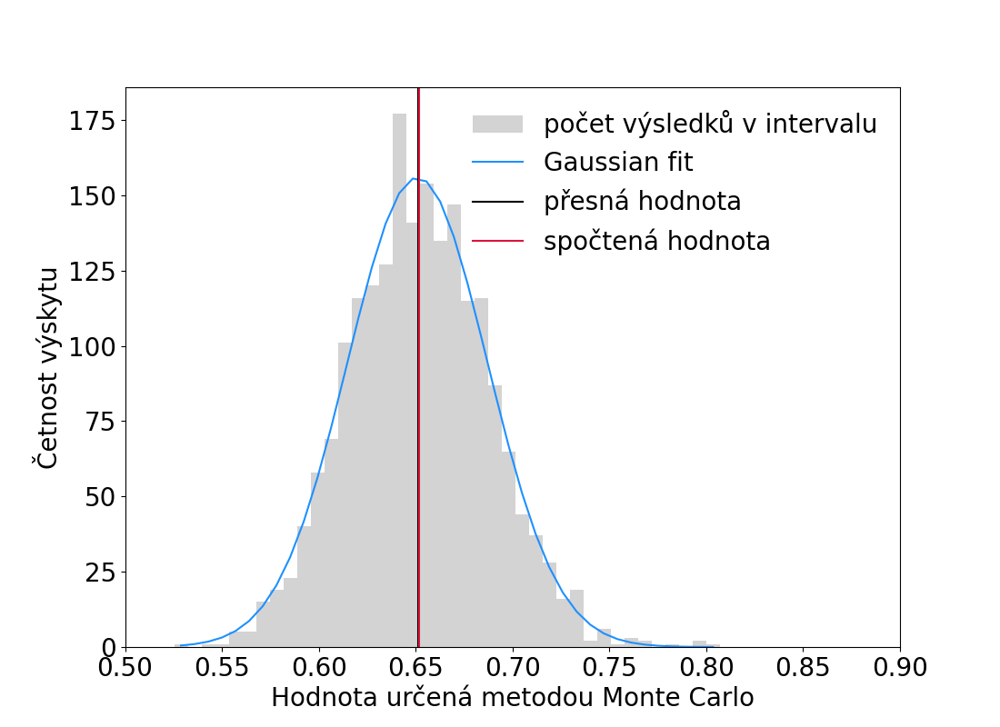 počet výsledků v intervalu
Gaussian fit
přesná hodnota
spočtená hodnota
Četnost výskytu
175
150
125
100
75
50
25
0
0.50 0.55 0.60 0.65 0.70 0.75 0.80 0.85 0.90
Hodnota určená metodou Monte Carlo